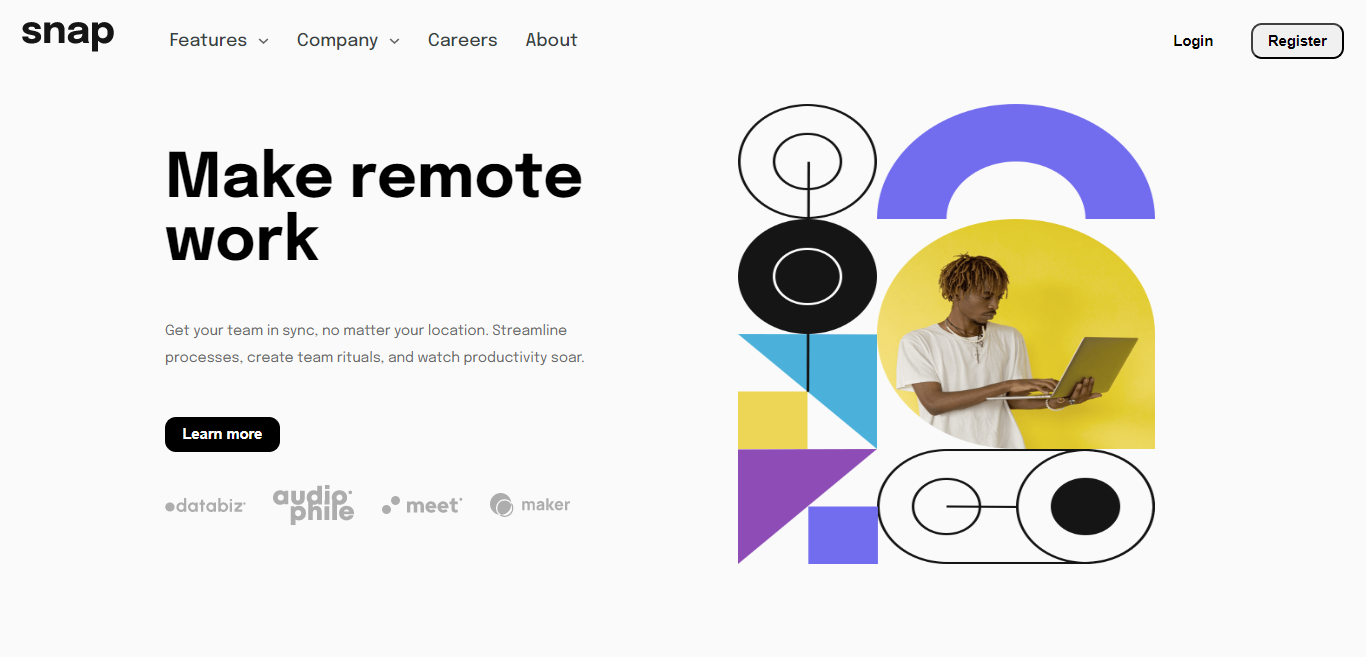 snap
Features
Company
Careers
About
Login
Register
Make remote
work
Get your team in sync, no matter your location. Streamline
processes, create team rituals, and watch productivity soar.
Learn more
databiz
audiophile
meet
maker